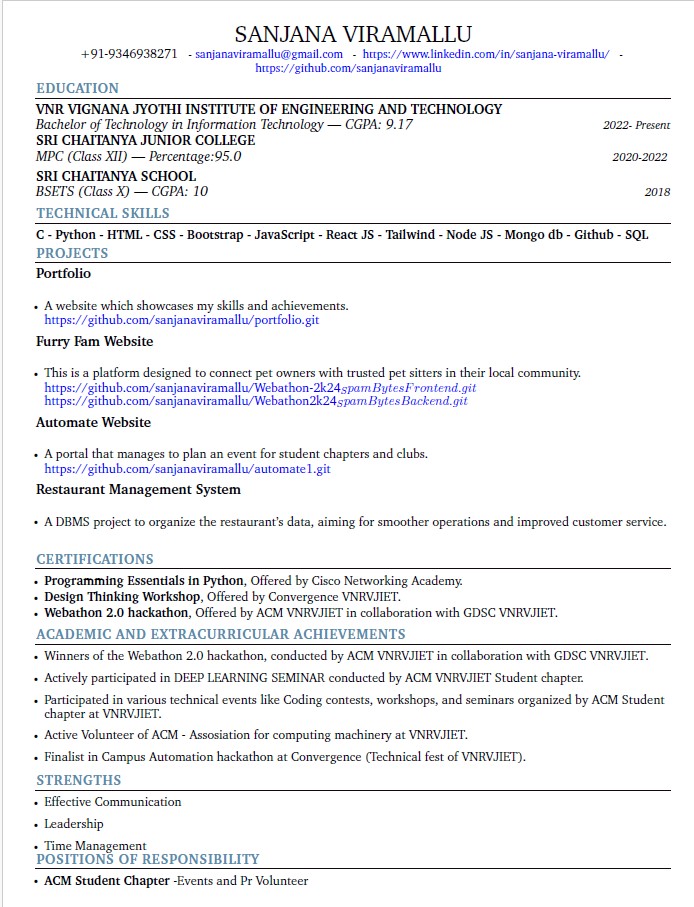 SANJANA VIRAMALLU
+91-9346938271 - sanjanaviramallu@gmail.com - https://www.linkedin.com/in/sanjana-viramallu/ -
https://github.com/sanjanaviramallu
EDUCATION
VNR VIGNANA JYOTHI INSTITUTE OF ENGINEERING AND TECHNOLOGY
Bachelor of Technology in Information Technology — CGPA: 9.17 2022- Present
SRI CHAITANYA JUNIOR COLLEGE
MPC (Class XII) — Percentage:95.0 2020-2022
SRI CHAITANYA SCHOOL
BSETS (Class X) — CGPA: 10 2018
TECHNICAL SKILLS
C - Python - HTML - CSS - Bootstrap - JavaScript - React JS - Tailwind - Node JS - Mongo db - Github - SQL
PROJECTS
Portfolio
• A website which showcases my skills and achievements.
https://github.com/sanjanaviramallu/portfolio.git
Furry Fam Website
• This is a platform designed to connect pet owners with trusted pet sitters in their local community.
https://github.com/sanjanaviramallu/Webathon-2k24SpamBytesFrontend.git
https://github.com/sanjanaviramallu/Webathon2k24SpamBytesBackend.git
Automate Website
• A portal that manages to plan an event for student chapters and clubs.
https://github.com/sanjanaviramallu/automate1.git
Restaurant Management System
• A DBMS project to organize the restaurant's data, aiming for smoother operations and improved customer service.
CERTIFICATIONS
• Programming Essentials in Python, Offered by Cisco Networking Academy.
• Design Thinking Workshop, Offered by Convergence VNRVJIET.
• Webathon 2.0 hackathon, Offered by ACM VNRVJIET in collaboration with GDSC VNRVJIET.
ACADEMIC AND EXTRACURRICULAR ACHIEVEMENTS
• Winners of the Webathon 2.0 hackathon, conducted by ACM VNRVJIET in collaboration with GDSC VNRVJIET.
• Actively participated in DEEP LEARNING SEMINAR conducted by ACM VNRVJIET Student chapter.
• Participated in various technical events like Coding contests, workshops, and seminars organized by ACM Student
chapter at VNRVJIET.
• Active Volunteer of ACM - Assosiation for computing machinery at VNRVJIET.
• Finalist in Campus Automation hackathon at Convergence (Technical fest of VNRVJIET).
STRENGTHS
• Effective Communication
• Leadership
• Time Management
POSITIONS OF RESPONSIBILITY
• ACM Student Chapter -Events and Pr Volunteer